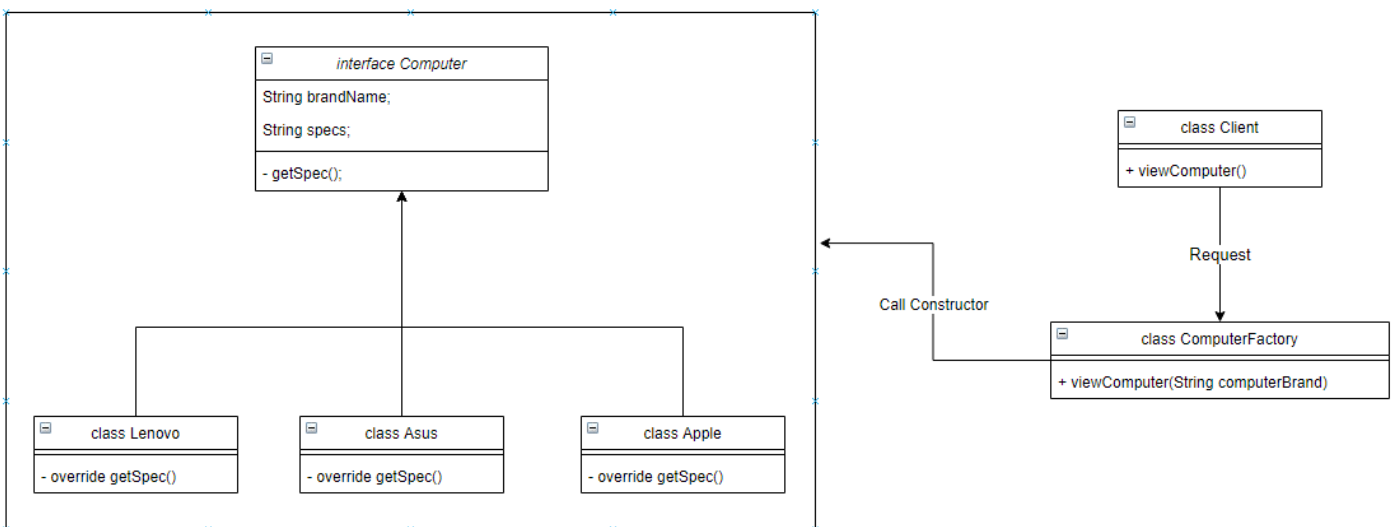 interface Computer
String brandName;
String specs;
- getSpec();
class Client
+ viewComputer()
Request
Call Constructor
class ComputerFactory
+ viewComputer(String computerBrand)
class Lenovo
- override getSpec()
class Asus
- override getSpec()
class Apple
- override getSpec()